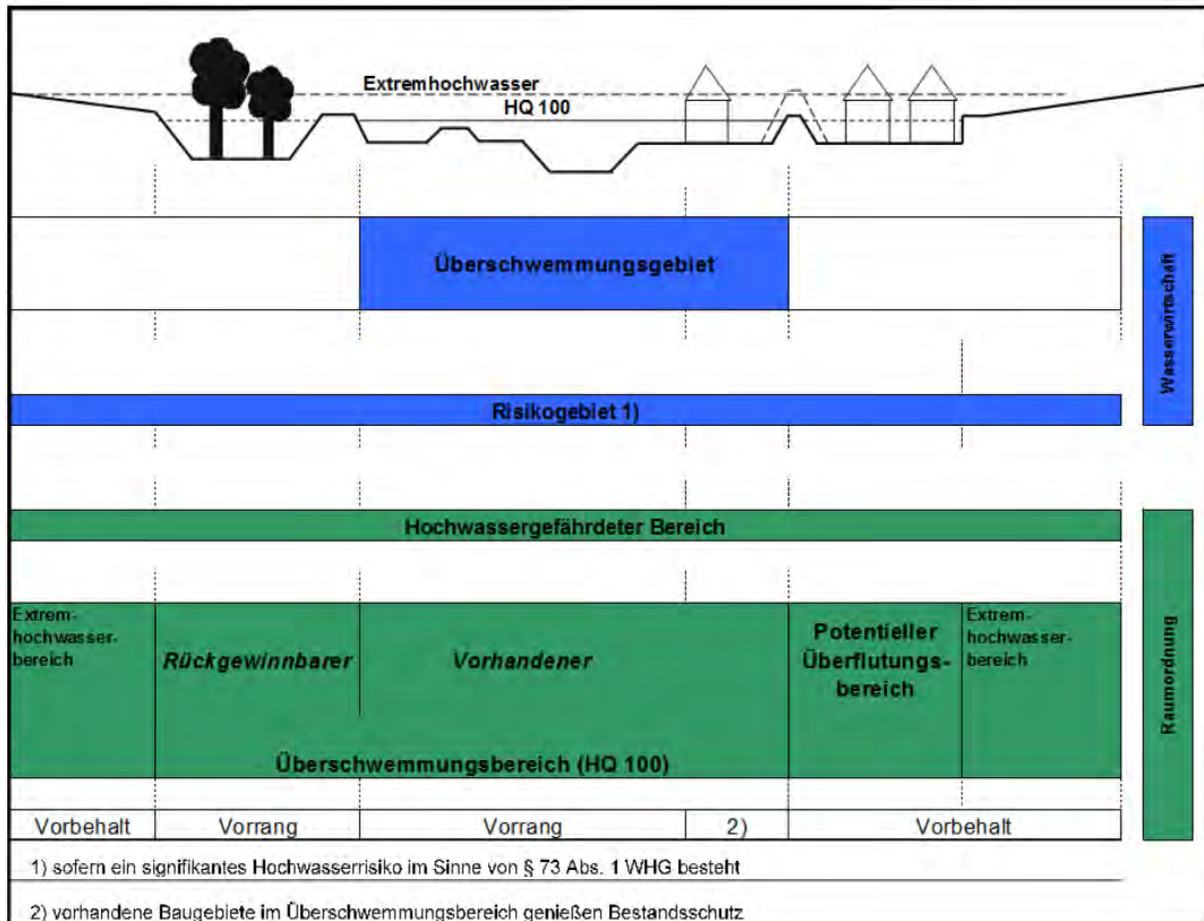 Extremhochwasser
HQ 100
Überschwemmungsgebiet
Wasserwirtschaft
Risikogebiet 1)
Hochwassergefährdeter Bereich
Extrem-
hochwasser-
bereich
Rückgewinnbarer
Vorhandener
Potentieller
Überflutungs-
bereich
Extrem-
hochwasser-
bereich
Raumordnung
Überschwemmungsbereich (HQ 100)
Vorbehalt Vorrang Vorrang 2) Vorbehalt
1) sofern ein signifikantes Hochwasserrisiko im Sinne von § 73 Abs. 1 WHG besteht
2) vorhandene Baugebiete im Überschwemmungsbereich genießen Bestandsschutz